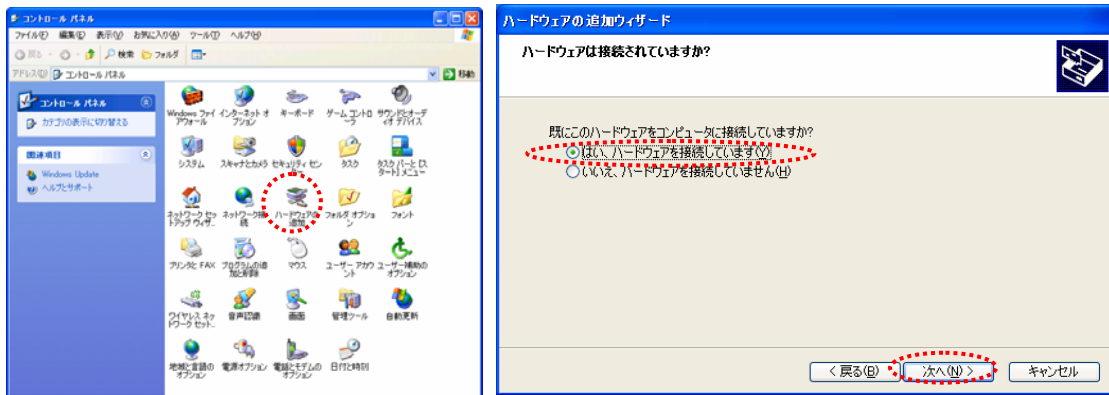 コントロール パネル
ファイル(F) 編集(E) 表示(V) お気に入り(A) ツール(T) ヘルプ(H)
戻る 検索 フォルダ
アドレス(D) コントロール パネル 移動
コントロール パネル
カテゴリの表示に切り替える
関連項目
Windows Update
ヘルプとサポート
Windows ファイ
アウォール
インターネット オ
プション
キーボード
ゲーム コントロ
ーラ
サウンドとオーデ
ィオ デバイス
システム
スキャナとカメラ
セキュリティ セン
ター
タスク
タスク バーと [ス
タート] メニュー
ネットワーク セッ
トアップ ウィザ...
ネットワーク接
続
ハードウェアの
追加
フォルダ オプショ
ン
フォント
プリンタと FAX
プログラムの追
加と削除
マウス
ユーザー アカウ
ント
ユーザー補助の
オプション
ワイヤレス ネッ
トワーク セット...
音声認識
画面
管理ツール
自動更新
地域と言語の
オプション
電源オプション
電話とモデムの
オプション
日付と時刻
ハードウェアの追加ウィザード
ハードウェアは接続されていますか?
既にこのハードウェアをコンピュータに接続していますか?
はい、ハードウェアを接続しています(Y)
いいえ、ハードウェアを接続していません(H)
< 戻る(B) 次へ(N) > キャンセル